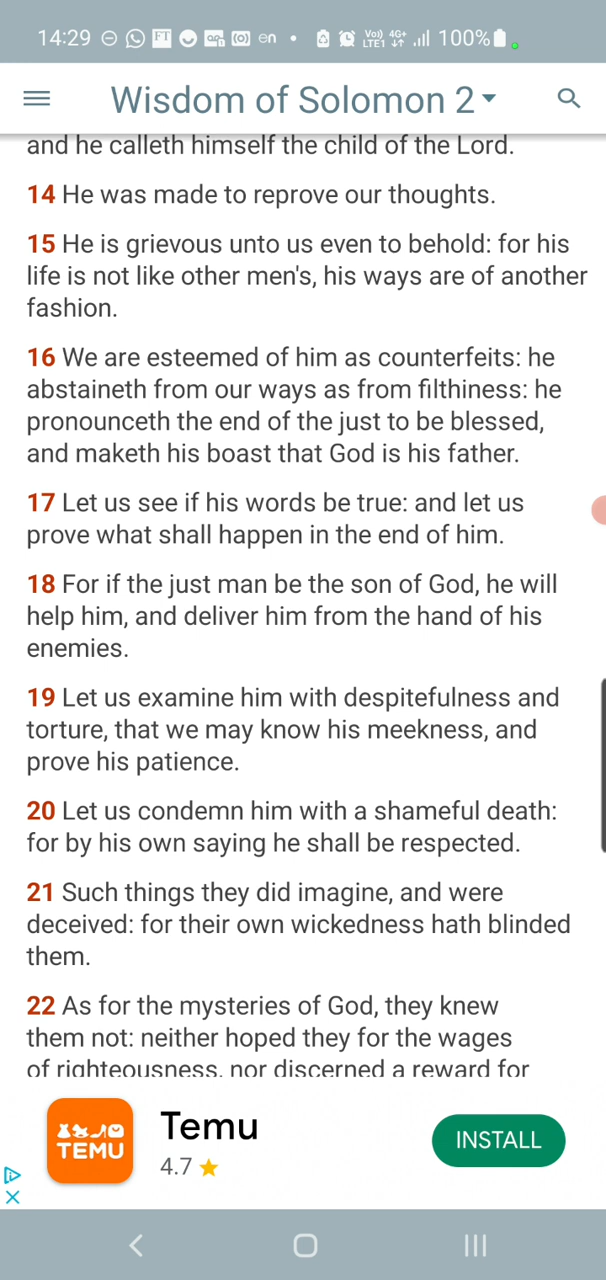 14:29 FT en 4G+ 100%
Wisdom of Solomon 2
and he calleth himself the child of the Lord.
14 He was made to reprove our thoughts.
15 He is grievous unto us even to behold: for his
life is not like other men's, his ways are of another
fashion.
16 We are esteemed of him as counterfeits: he
abstaineth from our ways as from filthiness: he
pronounceth the end of the just to be blessed,
and maketh his boast that God is his father.
17 Let us see if his words be true: and let us
prove what shall happen in the end of him.
18 For if the just man be the son of God, he will
help him, and deliver him from the hand of his
enemies.
19 Let us examine him with despitefulness and
torture, that we may know his meekness, and
prove his patience.
20 Let us condemn him with a shameful death:
for by his own saying he shall be respected.
21 Such things they did imagine, and were
deceived: for their own wickedness hath blinded
them.
22 As for the mysteries of God, they knew
them not: neither hoped they for the wages
of righteousness, nor discerned a reward for
TEMU
Temu
4.7
INSTALL